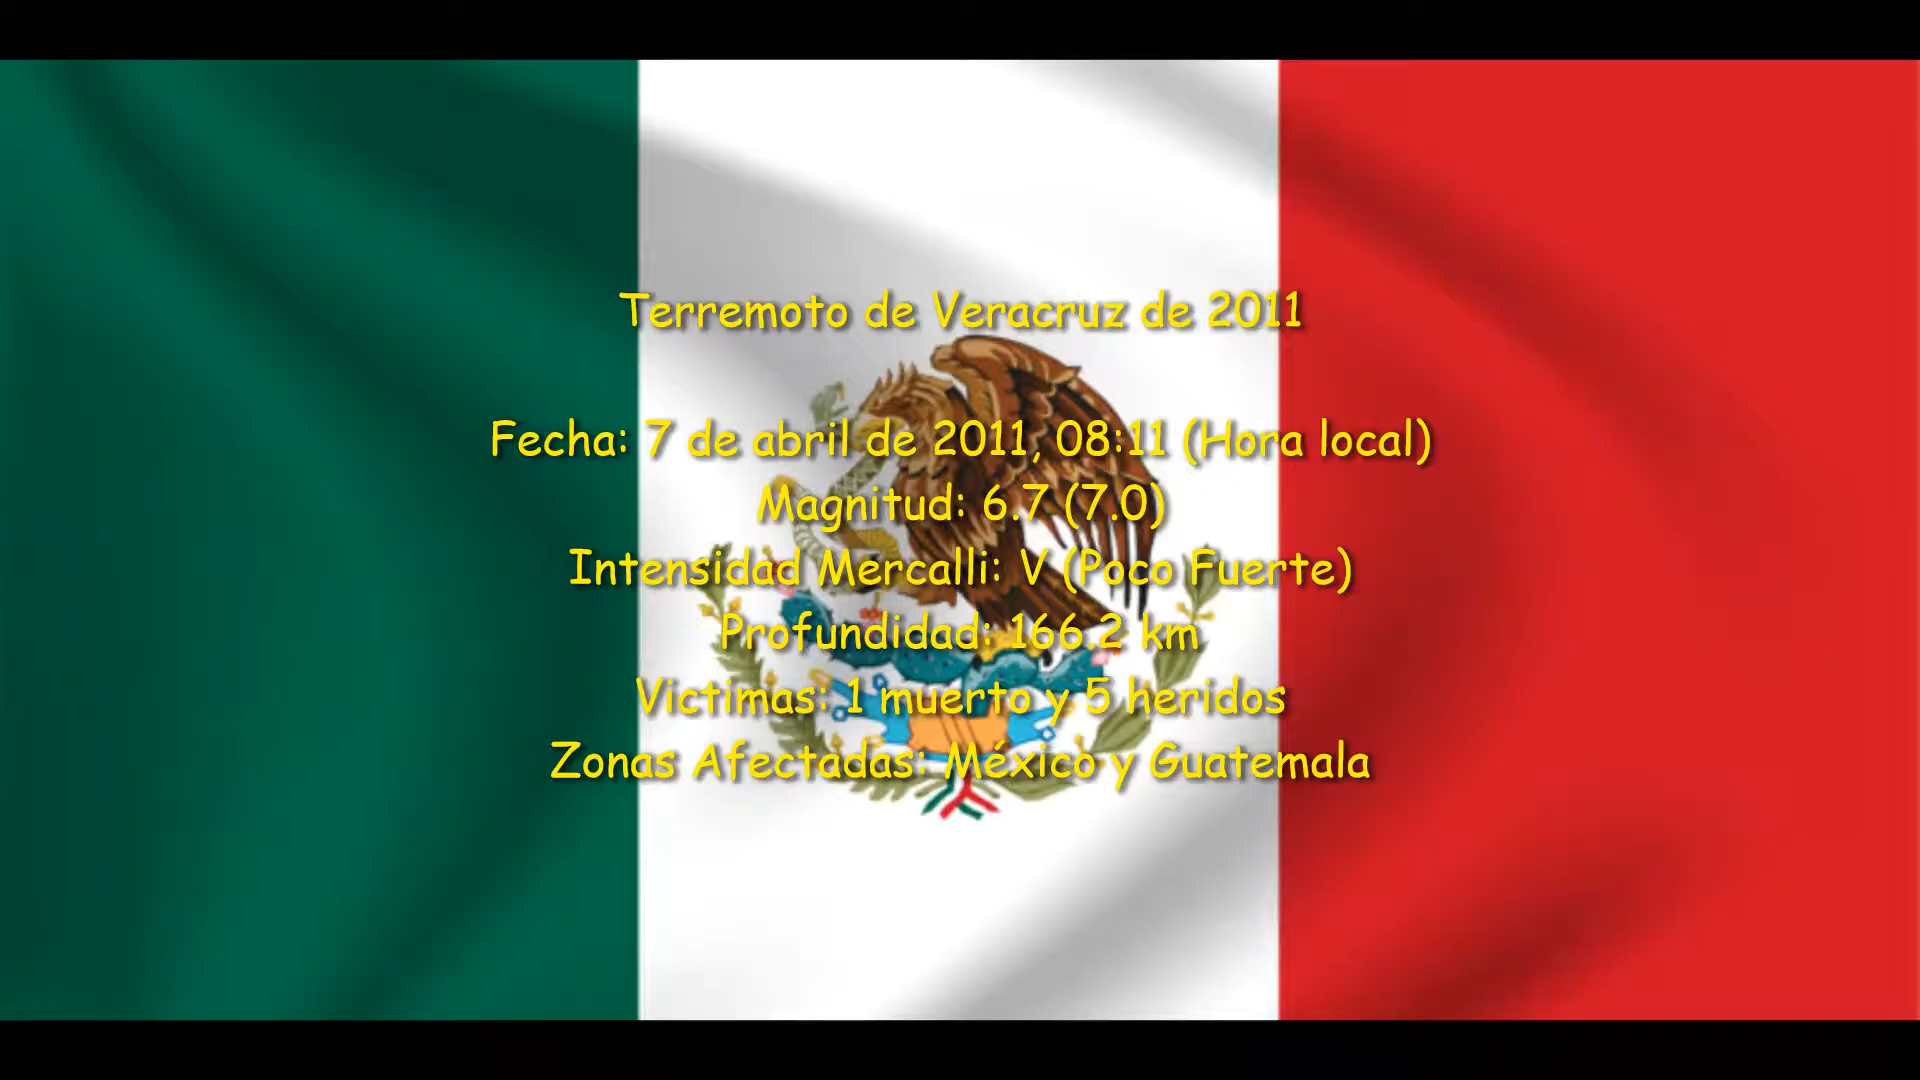 Terremoto de Veracruz de 2011
Fecha: 7 de abril de 2011, 08:11 (Hora local)
Magnitud: 6.7 (7.0)
Intensidad Mercalli: V (Poco Fuerte)
Profundidad: 166.2 km
Victimas: 1 muerto y 5 heridos
Zonas Afectadas: México y Guatemala